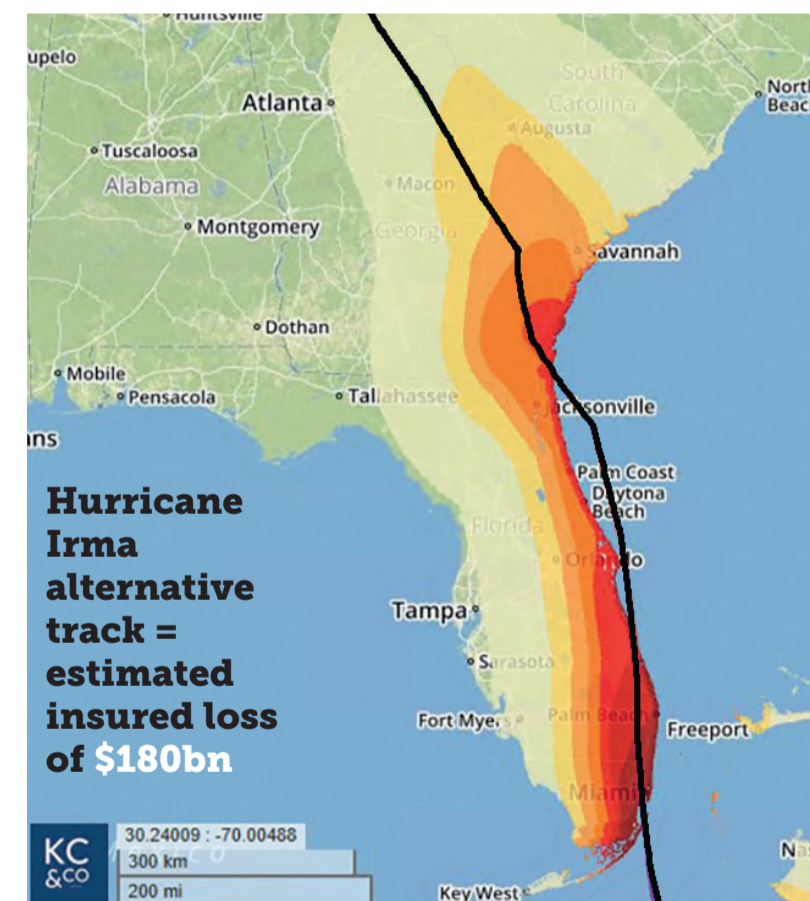 Huntsville
upelo
Atlanta
South
Carolina
North
Beac
Augusta
Tuscaloosa
Alabama
Macon
Montgomery
Georgia
Savannah
Dothan
Mobile
Pensacola
Tallahassee
Jacksonville
ans
Palm Coast
Daytona
Beach
Hurricane
Irma
alternative
track =
estimated
insured loss
of $180bn
Florida
Orlando
Tampa
Sarasota
Fort Myers
Palm Beach
Freeport
Miami
KC
&CO
30.24009 : -70.00488
300 km
200 mi
Key West
Nas